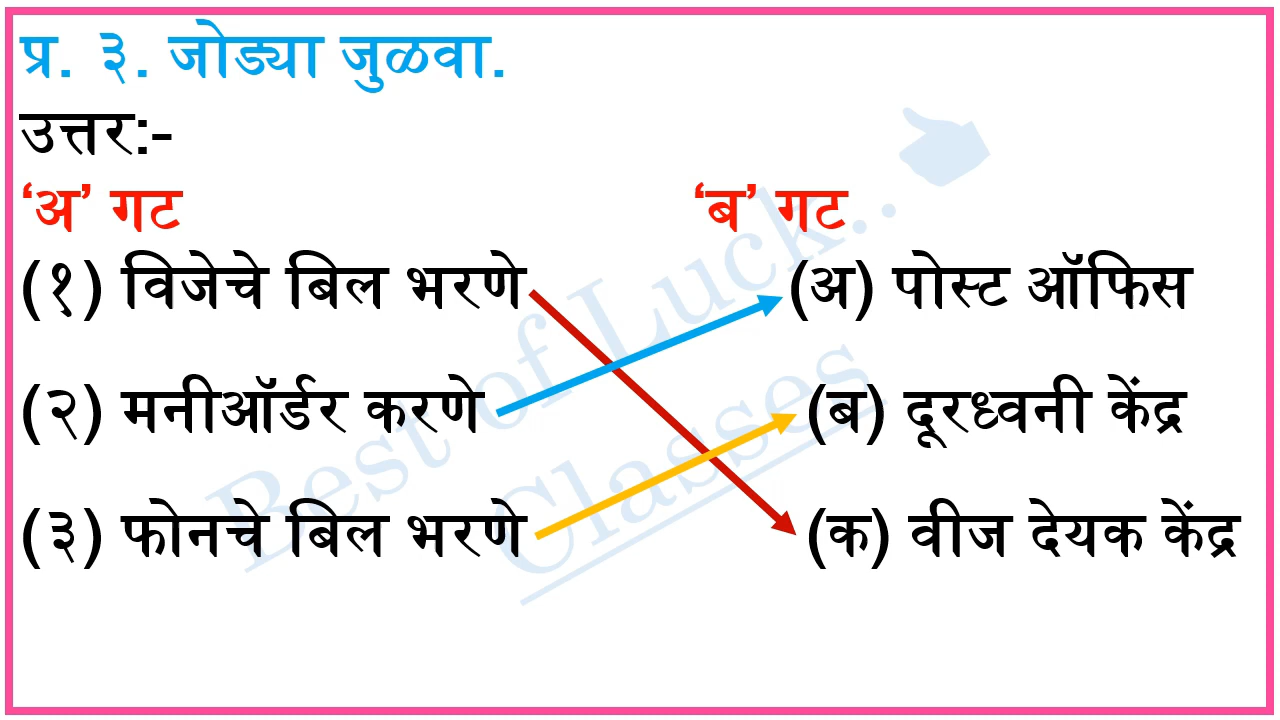 प्र. ३. जोड्या जुळवा.
उत्तर:-
‘अ’ गट ‘ब’ गट
(१) विजेचे बिल भरणे (अ) पोस्ट ऑफिस
(२) मनीऑर्डर करणे (ब) दूरध्वनी केंद्र
(३) फोनचे बिल भरणे (क) वीज देयक केंद्र
Best of Luck..
Classes